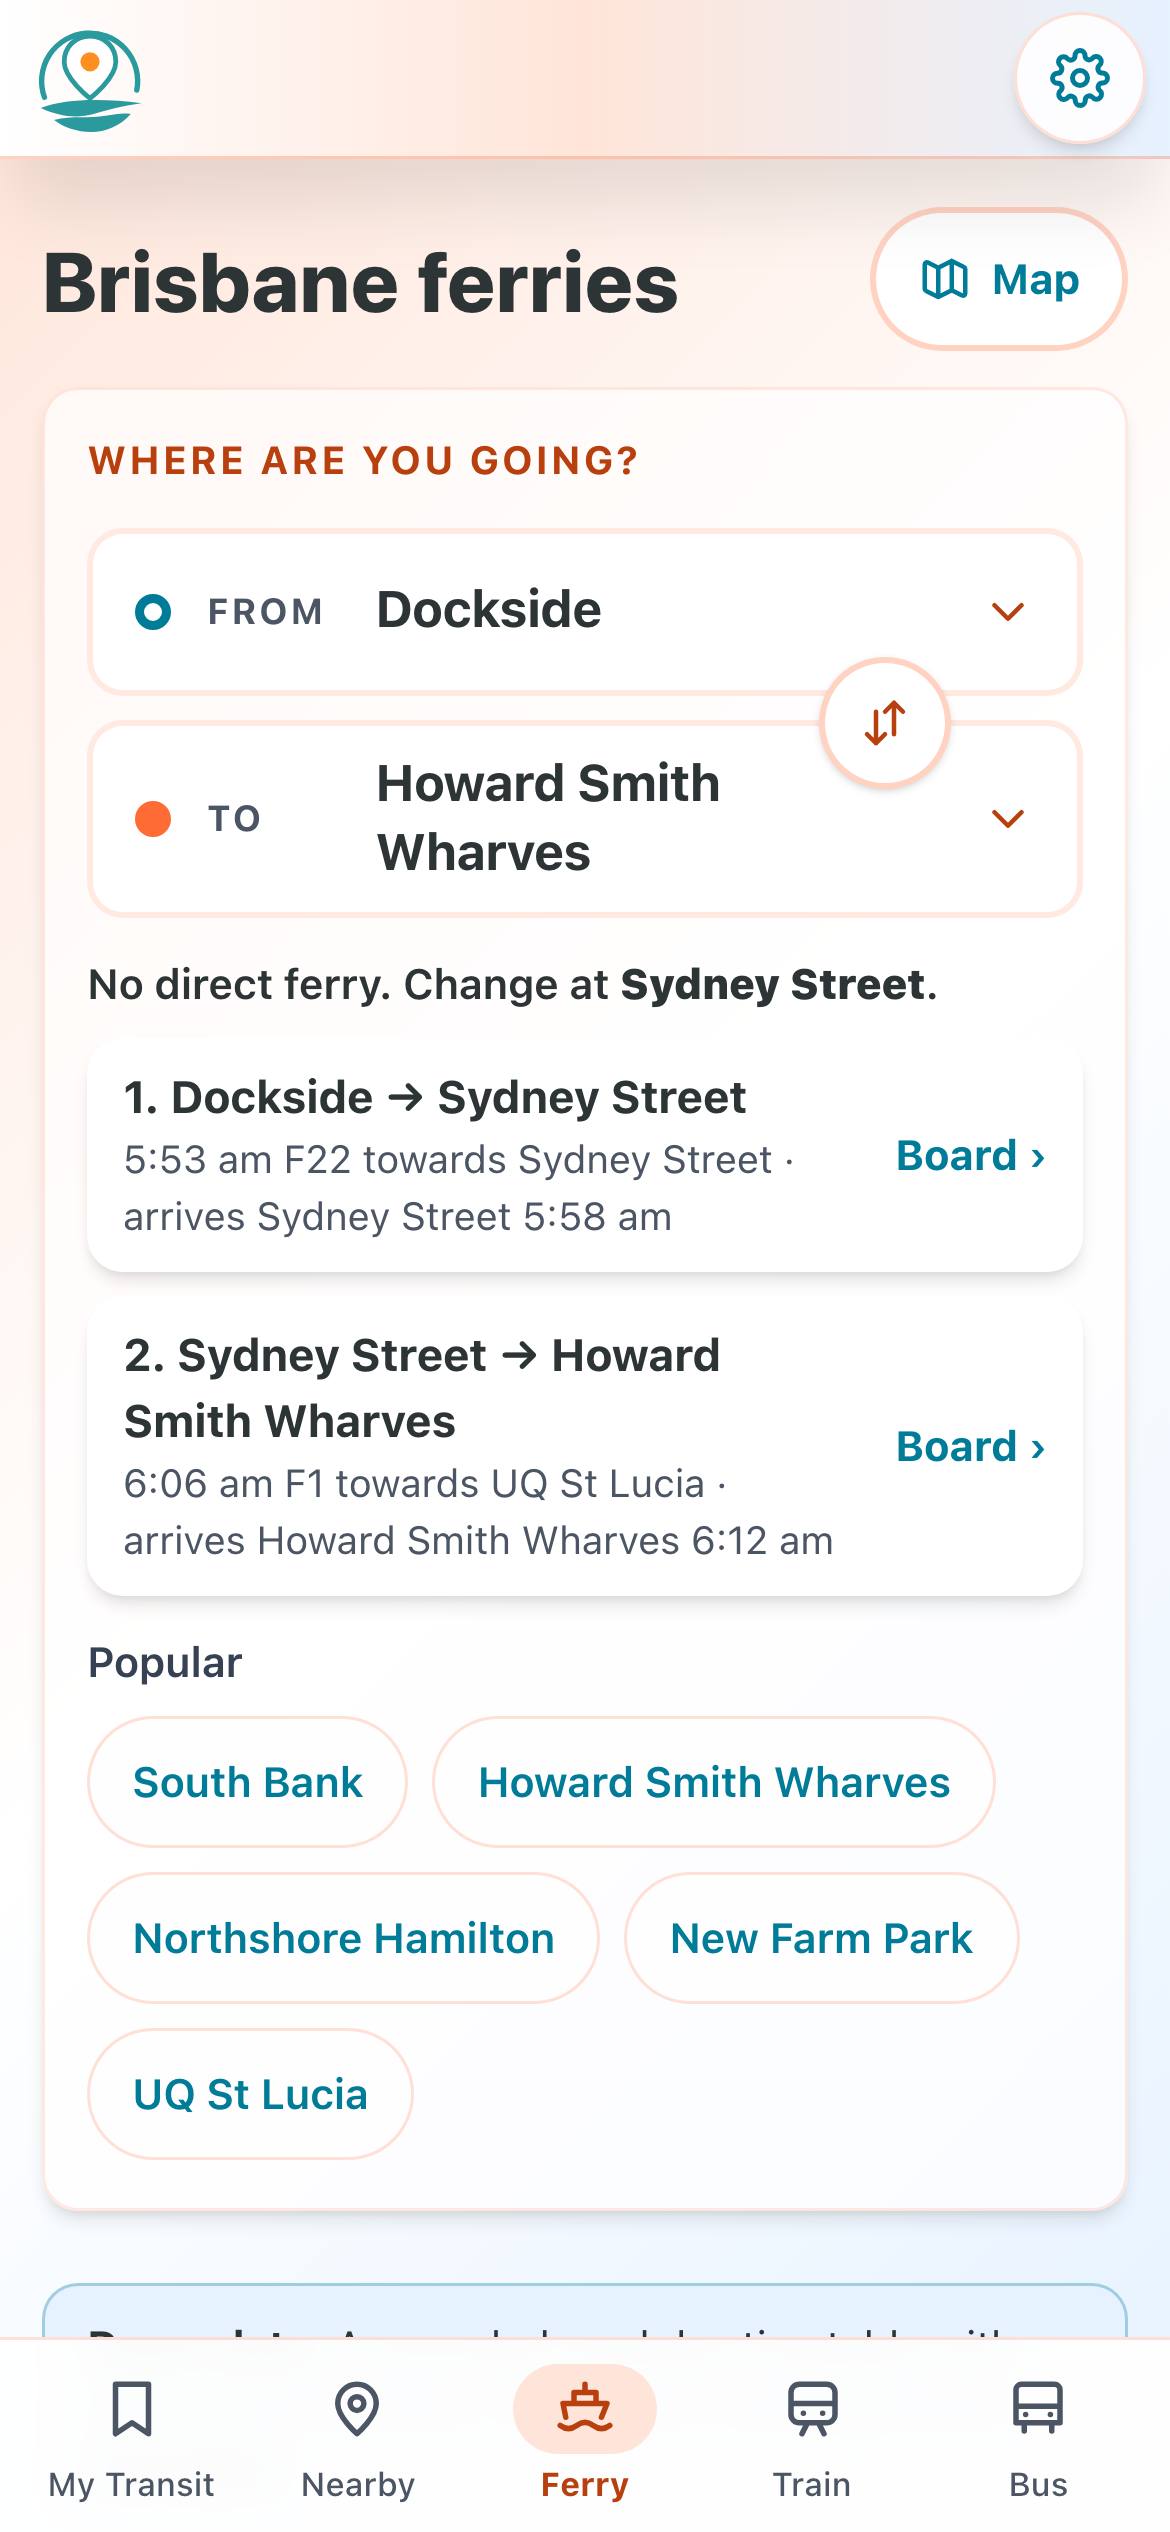 Brisbane ferries
Map
WHERE ARE YOU GOING?
FROM Dockside
TO Howard Smith
Wharves
No direct ferry. Change at Sydney Street.
1. Dockside → Sydney Street
5:53 am F22 towards Sydney Street ·
arrives Sydney Street 5:58 am
Board ›
2. Sydney Street → Howard
Smith Wharves
6:06 am F1 towards UQ St Lucia ·
arrives Howard Smith Wharves 6:12 am
Board ›
Popular
South Bank
Howard Smith Wharves
Northshore Hamilton
New Farm Park
UQ St Lucia
My Transit
Nearby
Ferry
Train
Bus